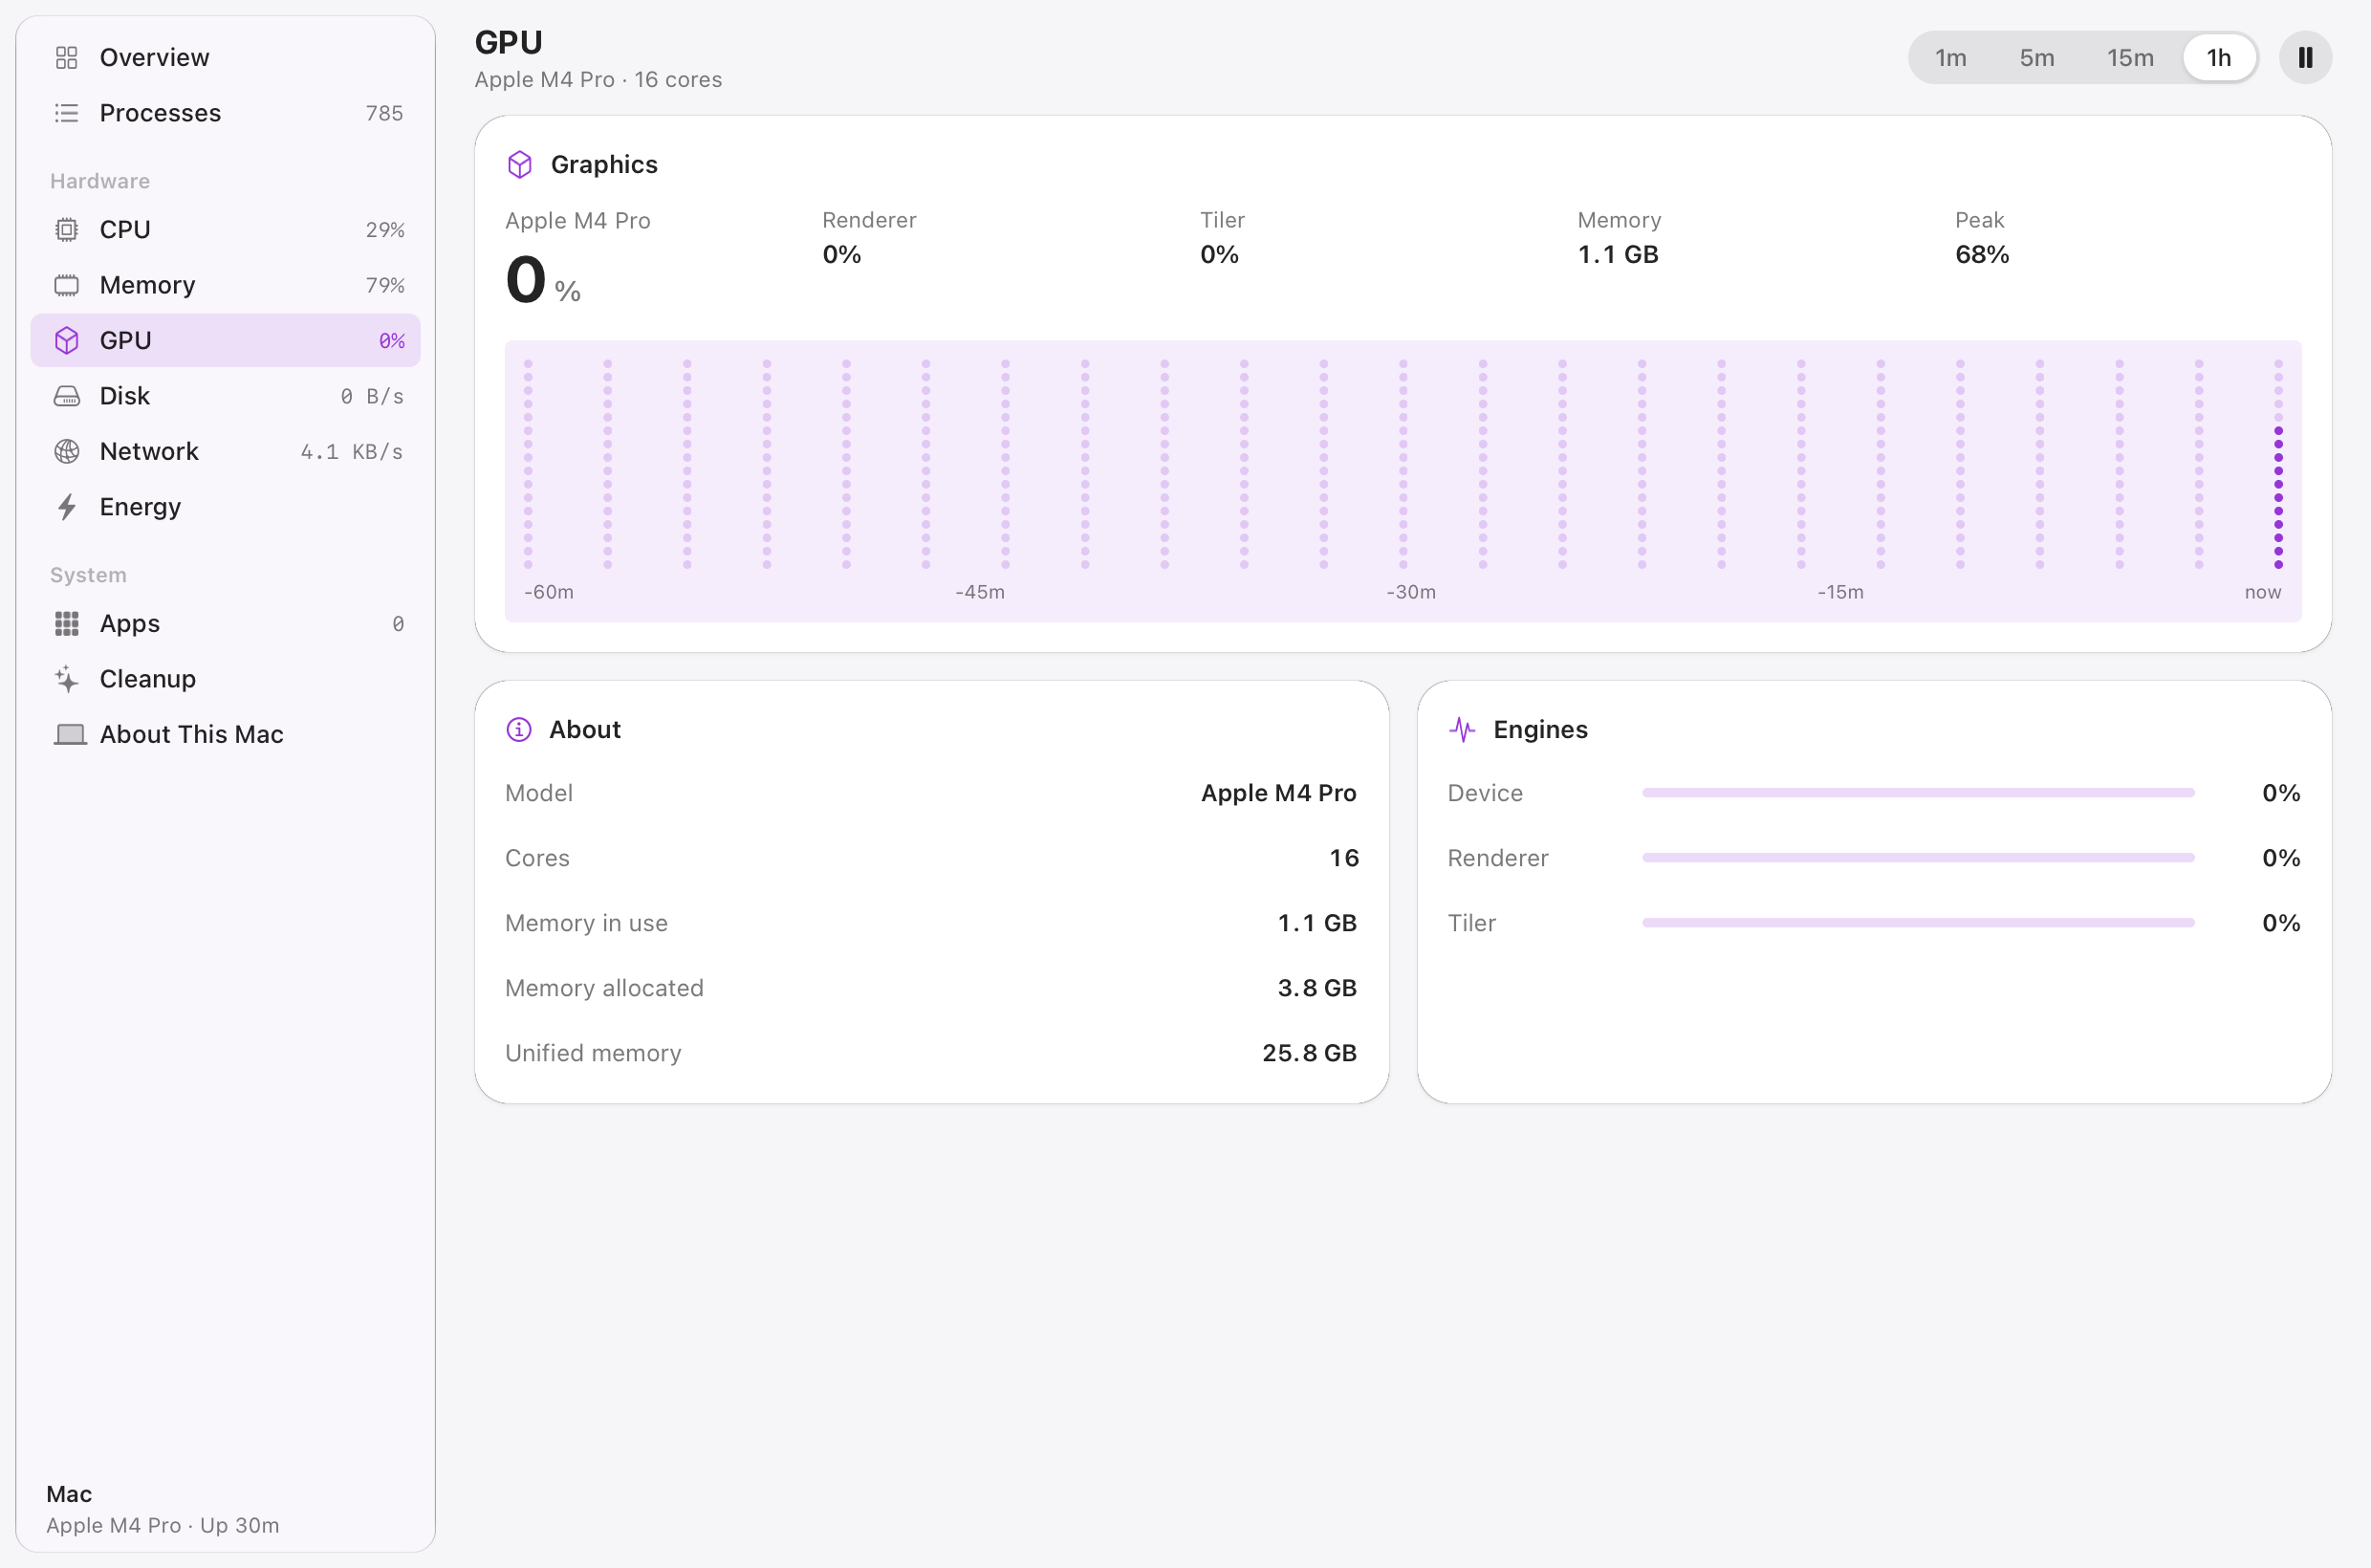 Overview
Processes 785
Hardware
CPU 29%
Memory 79%
GPU 0%
Disk 0 B/s
Network 4.1 KB/s
Energy
System
Apps 0
Cleanup
About This Mac
Mac
Apple M4 Pro · Up 30m
GPU
Apple M4 Pro · 16 cores
1m 5m 15m 1h
Graphics
Apple M4 Pro
0 %
Renderer
0%
Tiler
0%
Memory
1.1 GB
Peak
68%
-60m -45m -30m -15m now
About
Model Apple M4 Pro
Cores 16
Memory in use 1.1 GB
Memory allocated 3.8 GB
Unified memory 25.8 GB
Engines
Device 0%
Renderer 0%
Tiler 0%